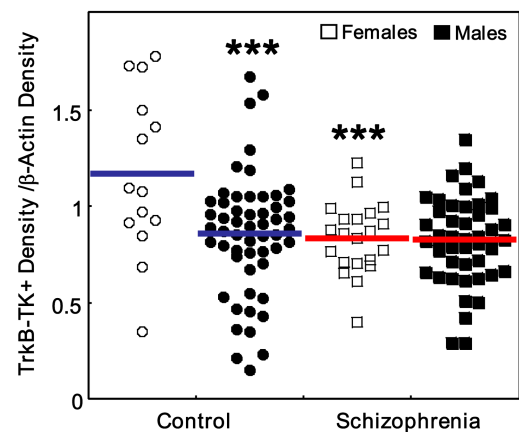 TrkB-TK+ Density /β-Actin Density
□ Females ■ Males
***
***
1.5
1
0.5
0
Control Schizophrenia